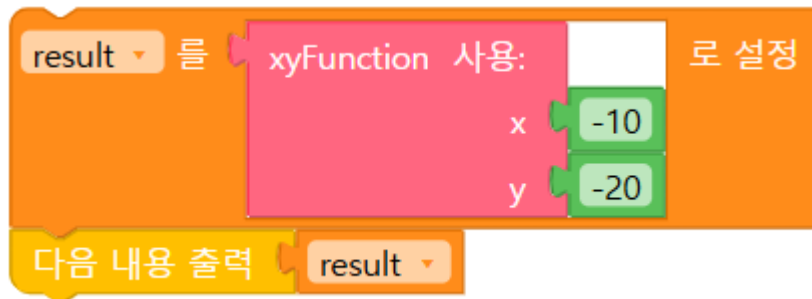 result 를 xyFunction 사용: 로 설정
x -10
y -20
다음 내용 출력 result